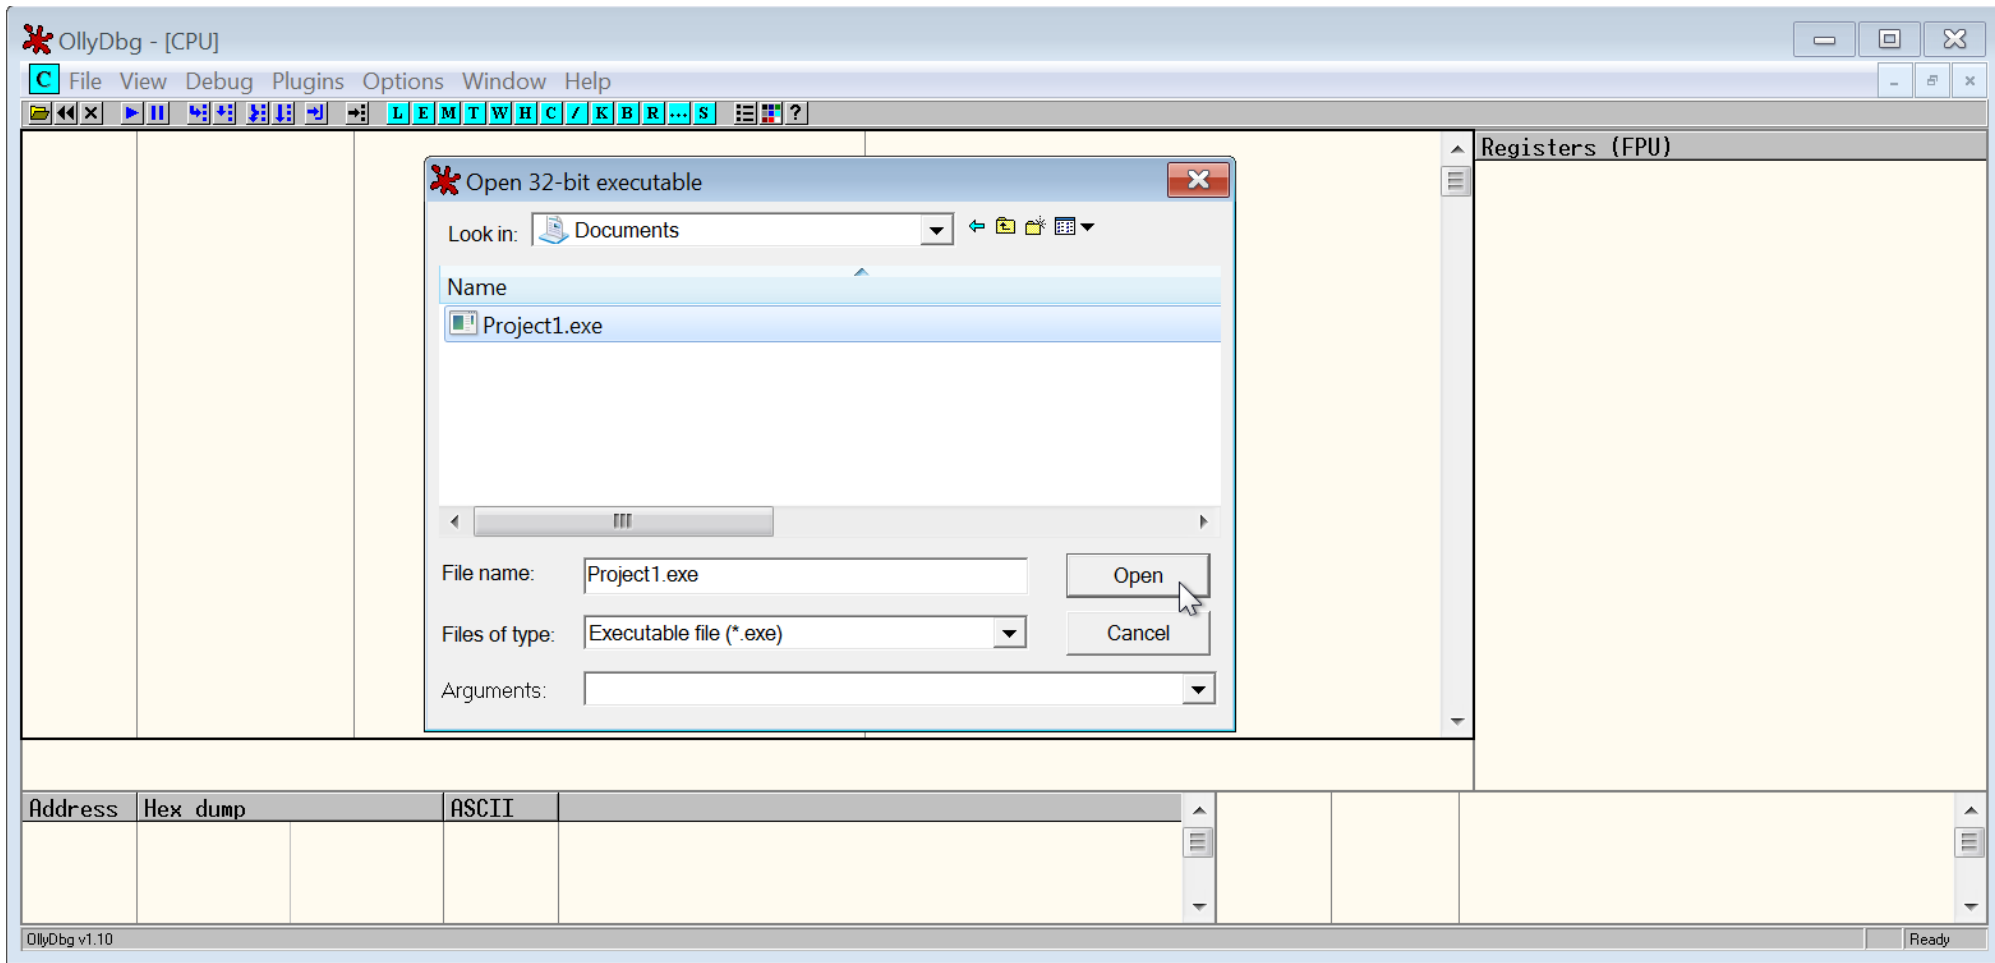 OllyDbg - [CPU]
C File View Debug Plugins Options Window Help
L E M T W H C / K B R ... S ?
Registers (FPU)
Open 32-bit executable
Look in: Documents
Name
Project1.exe
File name: Project1.exe Open
Files of type: Executable file (*.exe) Cancel
Arguments:
Address Hex dump ASCII
OllyDbg v1.10 Ready